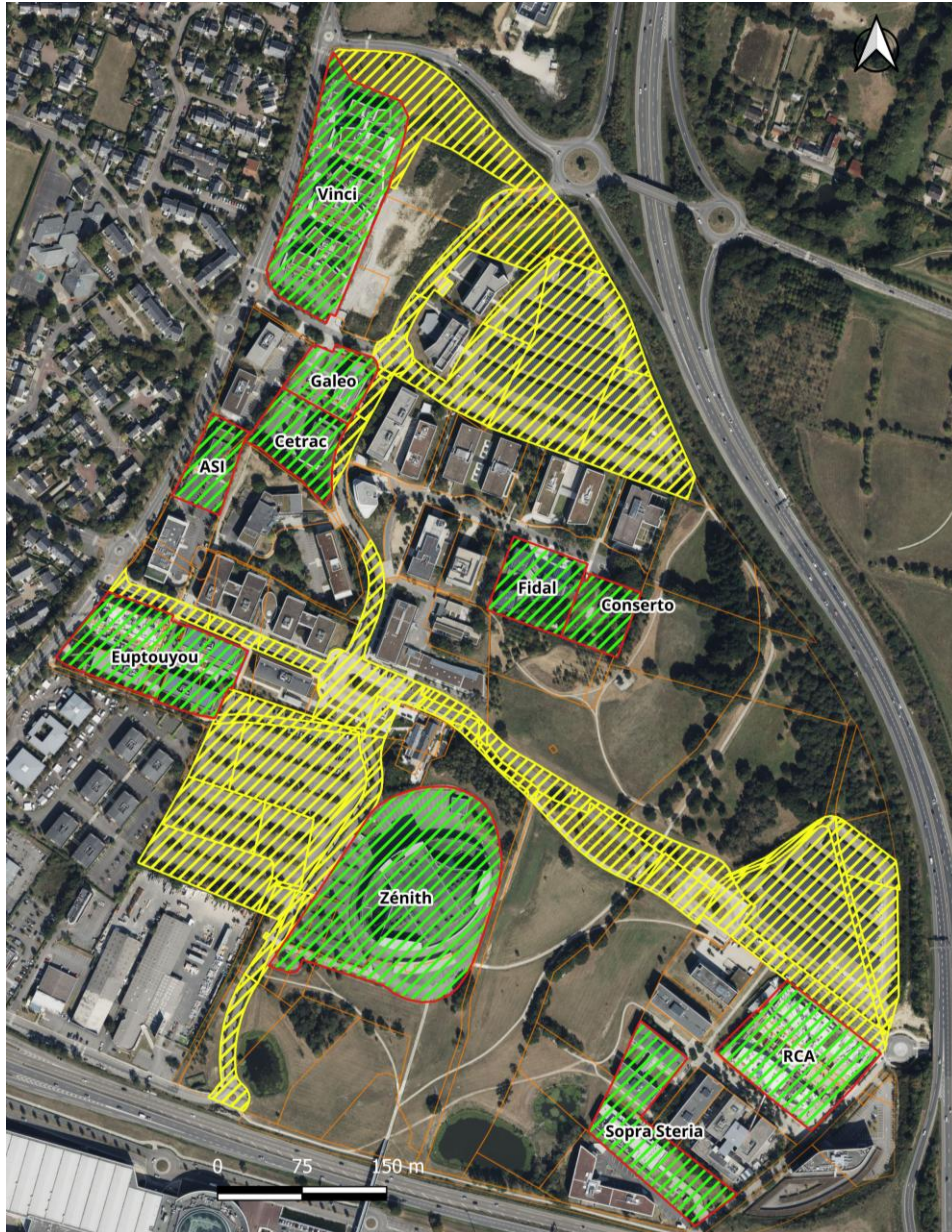 Vinci
Galeo
Cetrac
ASI
Fidal
Conserto
Euptouyou
Zénith
RCA
Sopra Steria
0 75 150 m